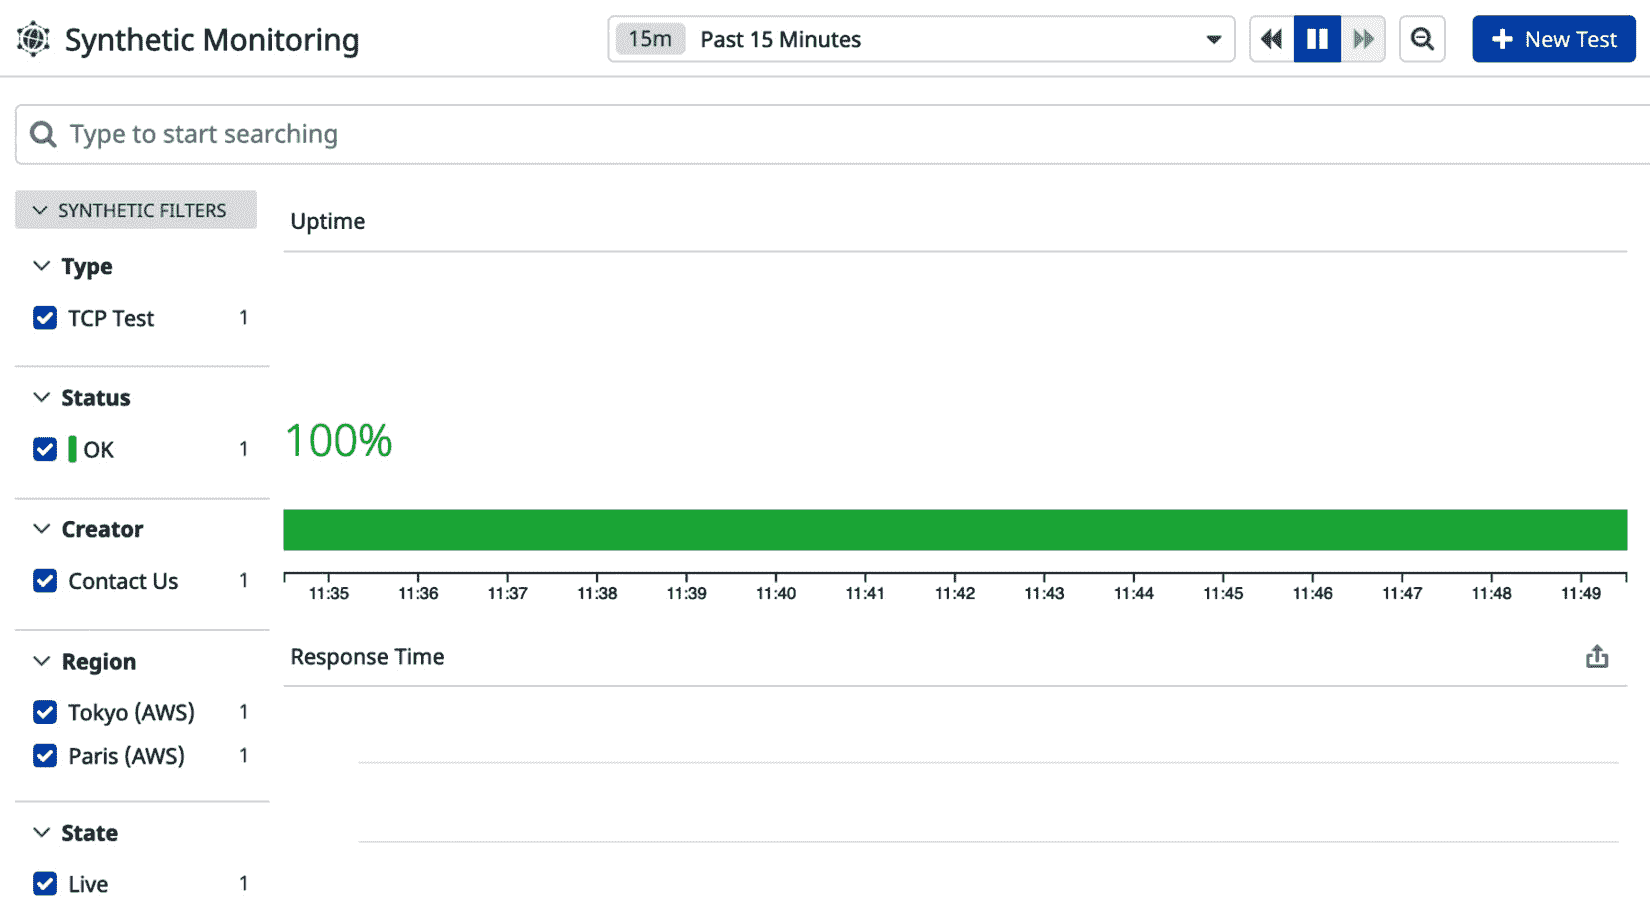 Synthetic Monitoring
15m Past 15 Minutes
New Test
Type to start searching
SYNTHETIC FILTERS
Type
TCP Test 1
Status
OK 1
Creator
Contact Us 1
Region
Tokyo (AWS) 1
Paris (AWS) 1
State
Live 1
Uptime
100%
11:35 11:36 11:37 11:38 11:39 11:40 11:41 11:42 11:43 11:44 11:45 11:46 11:47 11:48 11:49
Response Time